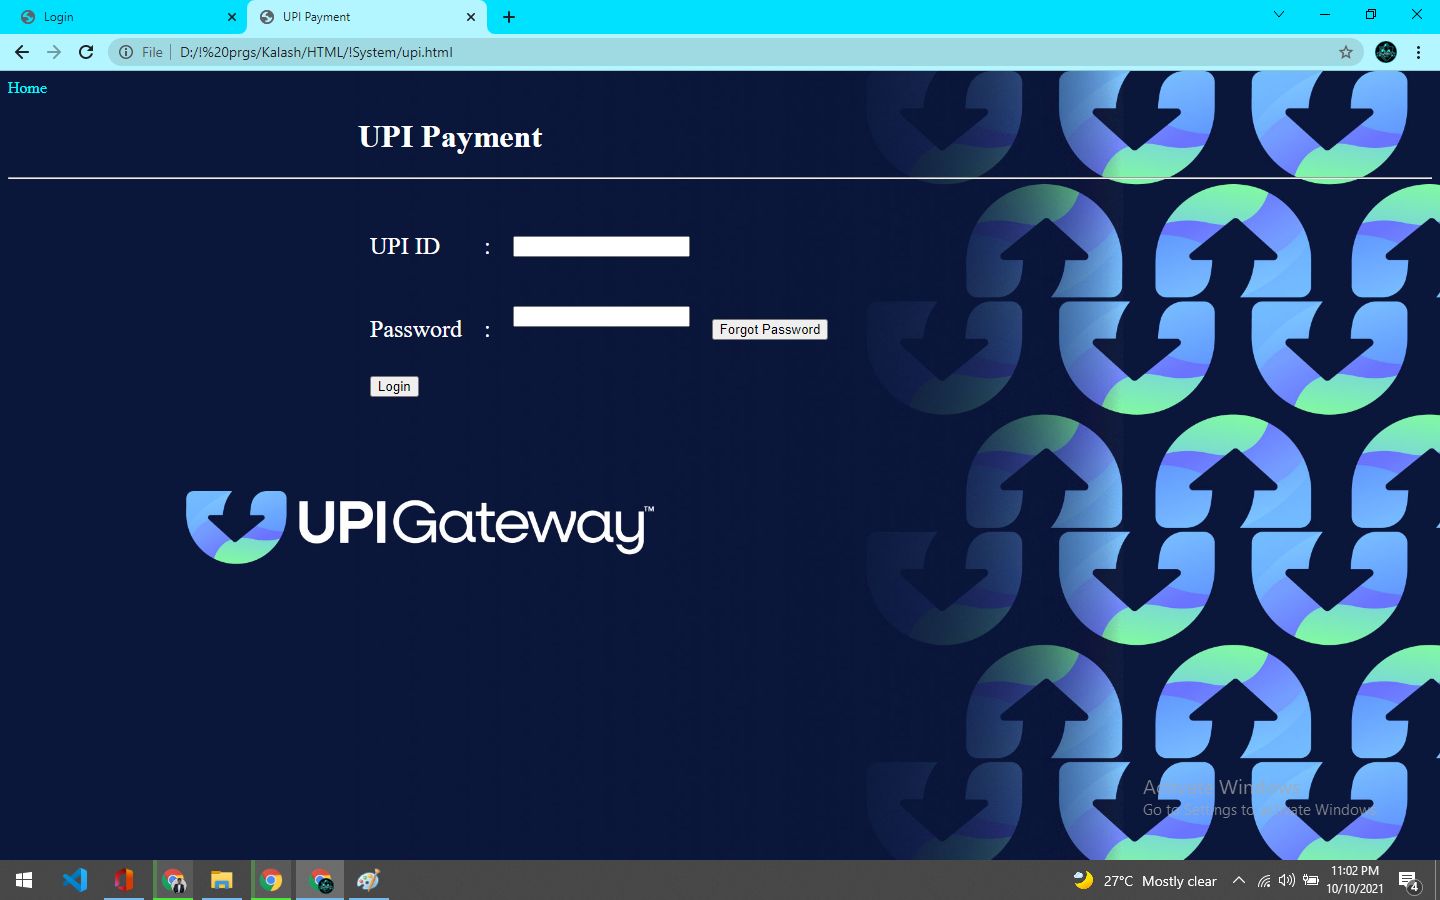 Login
UPI Payment
File
D:/!%20prgs/Kalash/HTML/!System/upi.html
Home
UPI Payment
UPI ID :
Password : Forgot Password
Login
UPIGateway™
Activate Windows
Go to Settings to activate Windows.
27°C Mostly clear
11:02 PM
10/10/2021
4